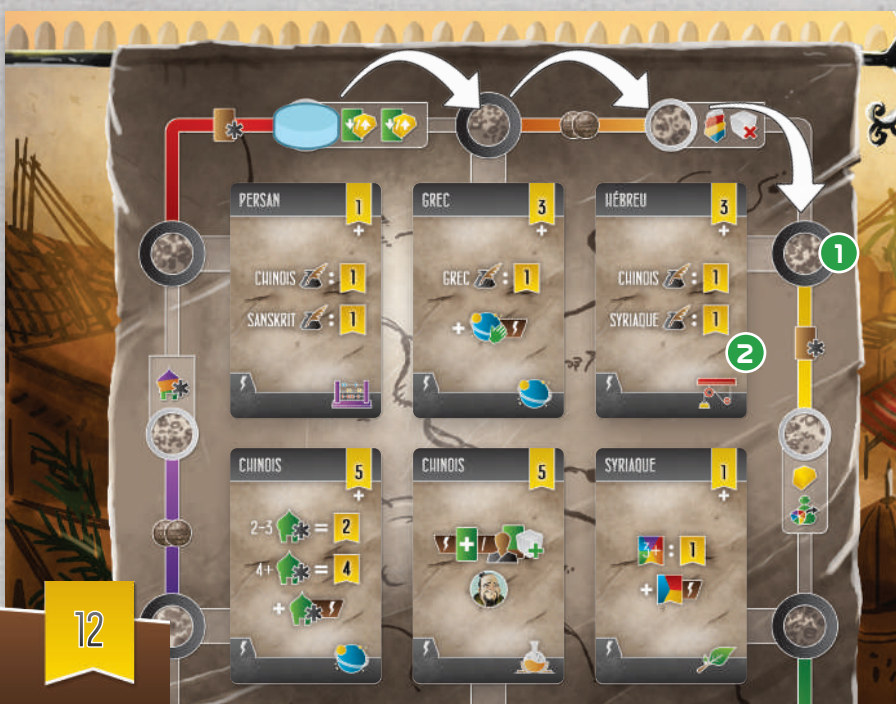 PERSAN 1
+
CHINOIS : 1
SANSKRIT : 1
GREC 3
+
GREC : 1
+
HÉBREU 3
+
CHINOIS : 1
SYRIAQUE : 1
1
2
CHINOIS 5
+
2-3 = 2
4+ = 4
+
CHINOIS 5
+
SYRIAQUE 1
+
3+ : 1
+
12